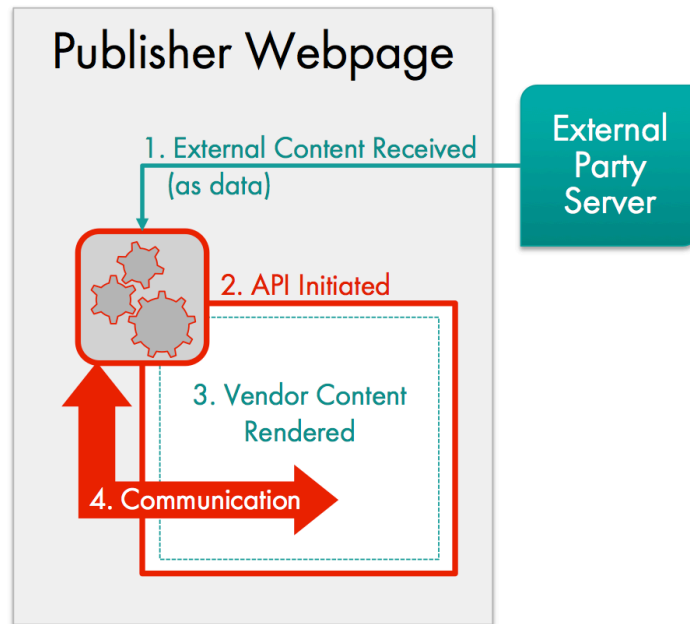 Publisher Webpage
1. External Content Received
(as data)
External
Party
Server
2. API Initiated
3. Vendor Content
Rendered
4. Communication